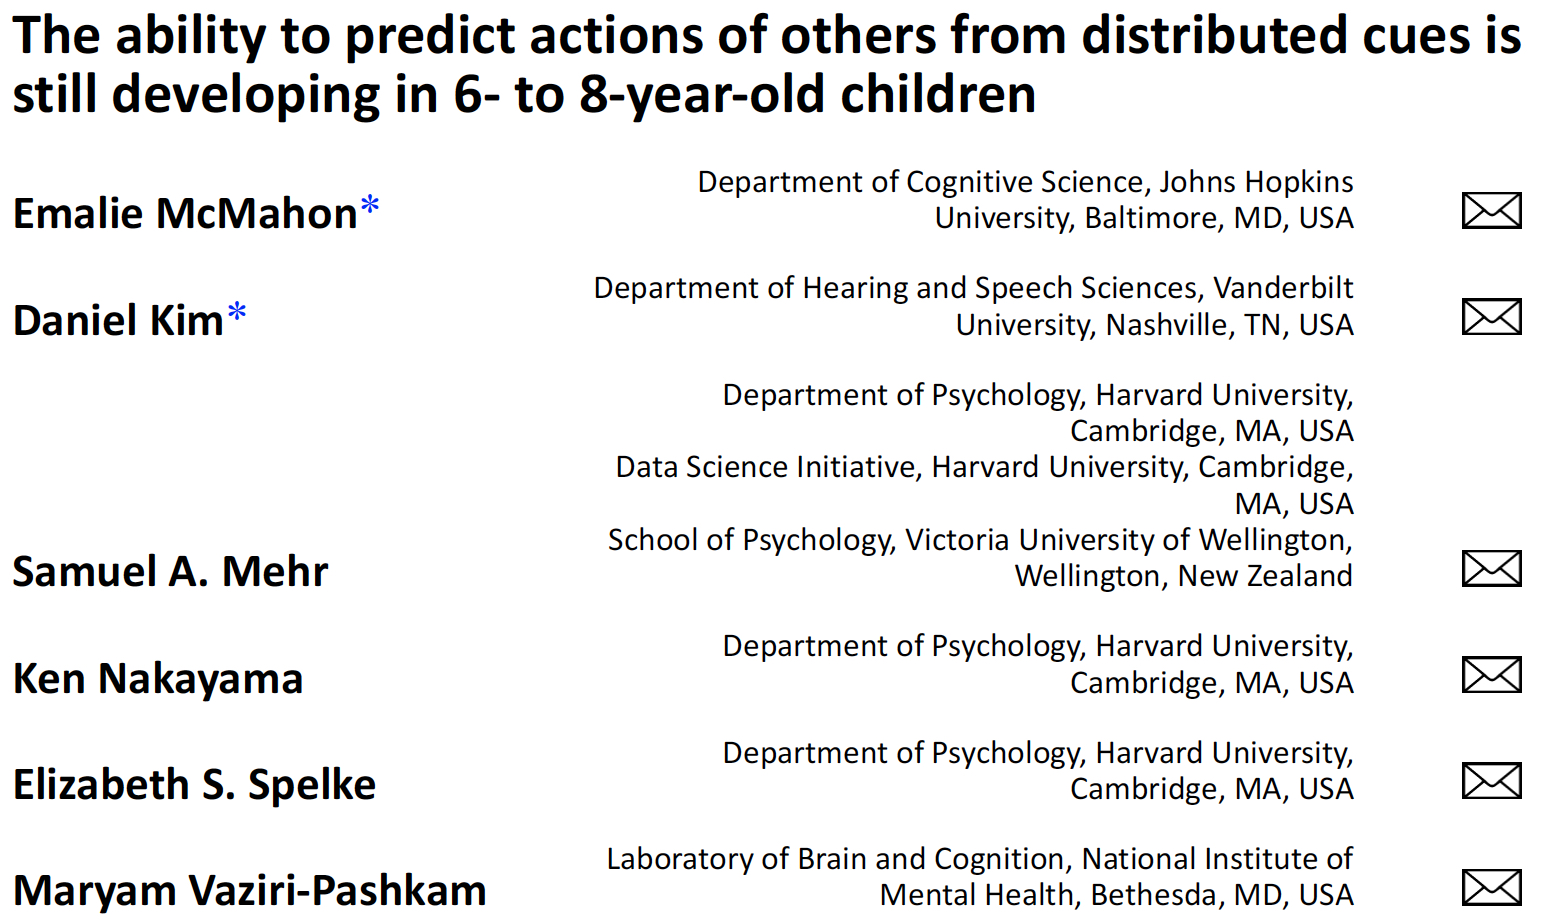 The ability to predict actions of others from distributed cues is
still developing in 6- to 8-year-old children
Emalie McMahon*
Department of Cognitive Science, Johns Hopkins
University, Baltimore, MD, USA
Daniel Kim*
Department of Hearing and Speech Sciences, Vanderbilt
University, Nashville, TN, USA
Samuel A. Mehr
Department of Psychology, Harvard University,
Cambridge, MA, USA
Data Science Initiative, Harvard University, Cambridge,
MA, USA
School of Psychology, Victoria University of Wellington,
Wellington, New Zealand
Ken Nakayama
Department of Psychology, Harvard University,
Cambridge, MA, USA
Elizabeth S. Spelke
Department of Psychology, Harvard University,
Cambridge, MA, USA
Maryam Vaziri-Pashkam
Laboratory of Brain and Cognition, National Institute of
Mental Health, Bethesda, MD, USA